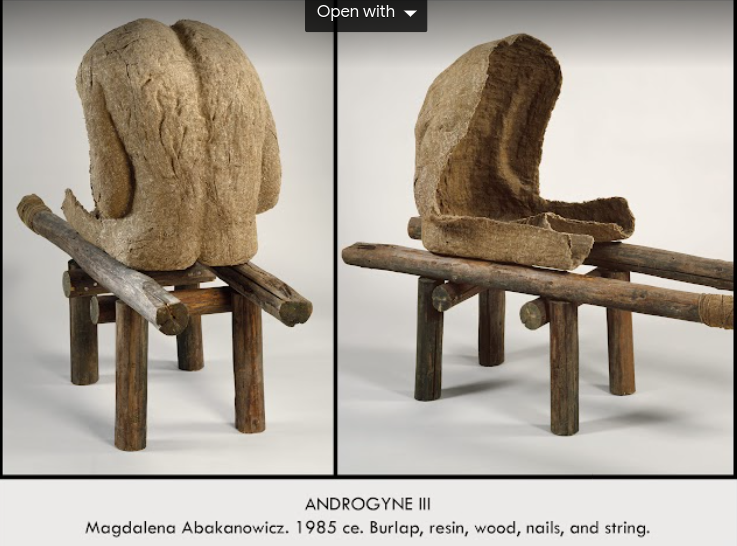 Open with
ANDROGYNE III
Magdalena Abakanowicz. 1985 ce. Burlap, resin, wood, nails, and string.